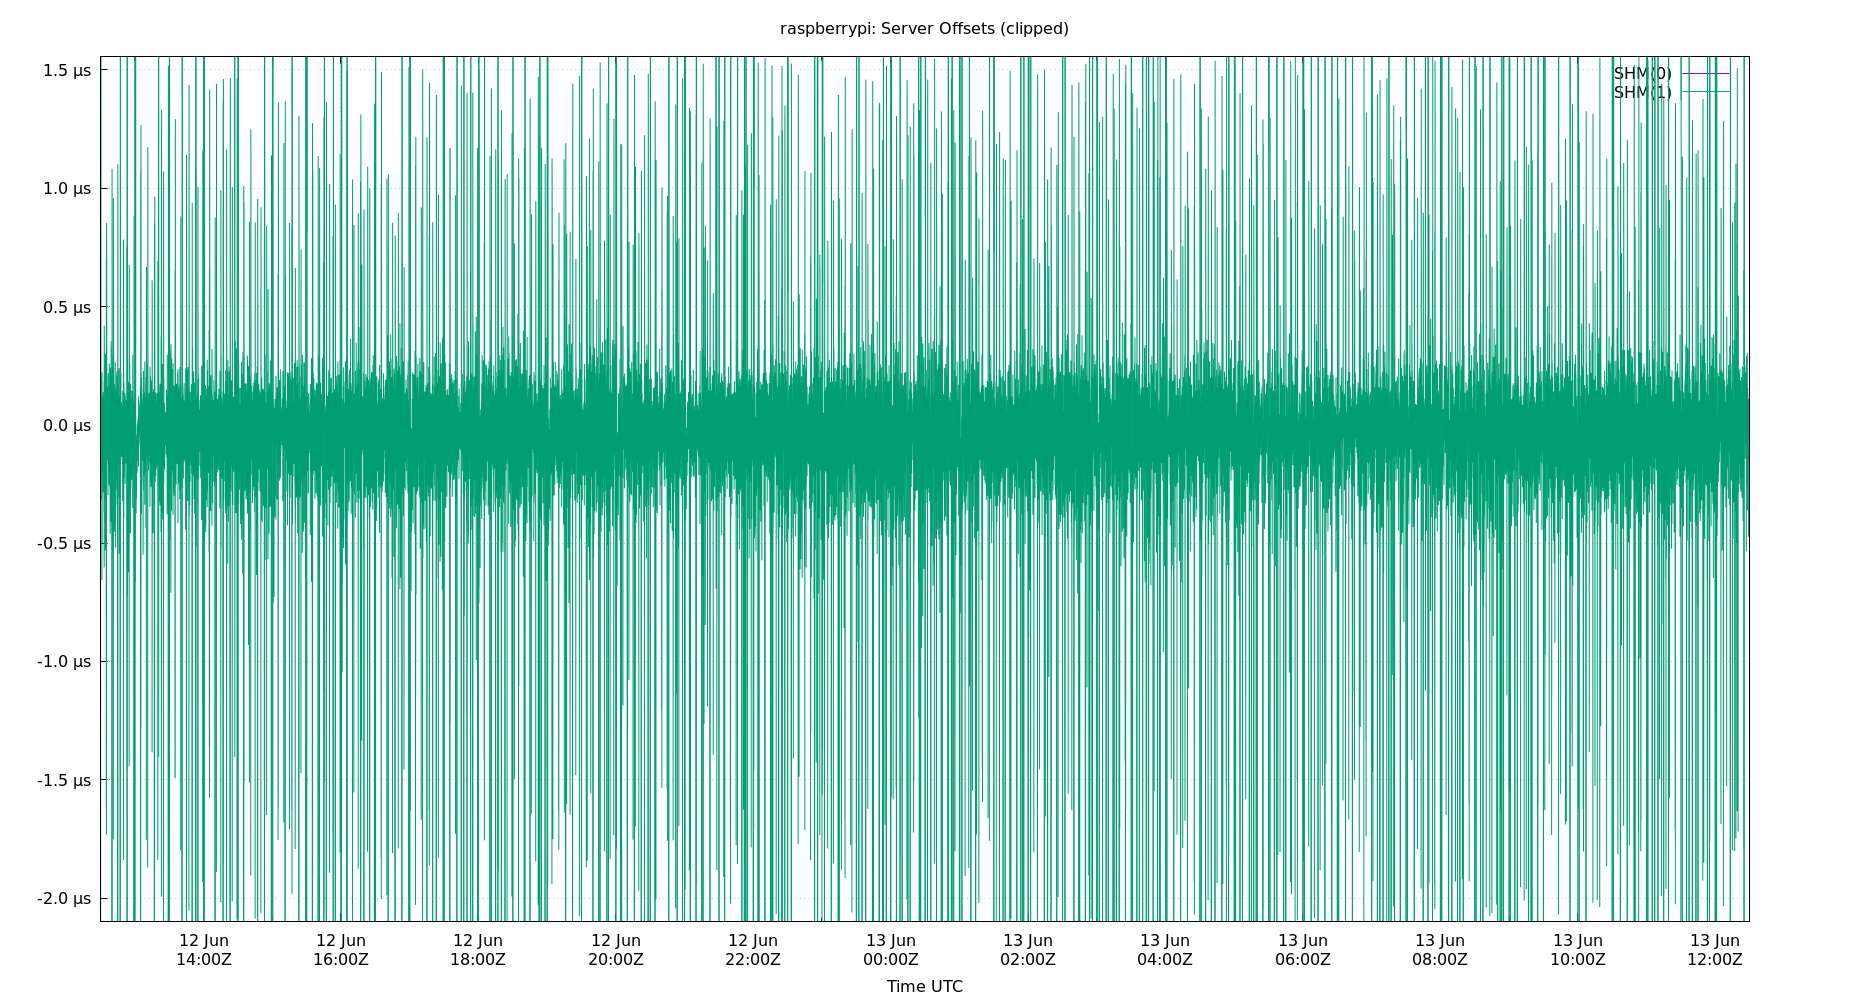 raspberrypi: Server Offsets (clipped)
SHM(0)
SHM(1)
1.5 µs
1.0 µs
0.5 µs
0.0 µs
-0.5 µs
-1.0 µs
-1.5 µs
-2.0 µs
12 Jun 12 Jun 12 Jun 12 Jun 12 Jun 13 Jun 13 Jun 13 Jun 13 Jun 13 Jun 13 Jun 13 Jun
14:00Z 16:00Z 18:00Z 20:00Z 22:00Z 00:00Z 02:00Z 04:00Z 06:00Z 08:00Z 10:00Z 12:00Z
Time UTC